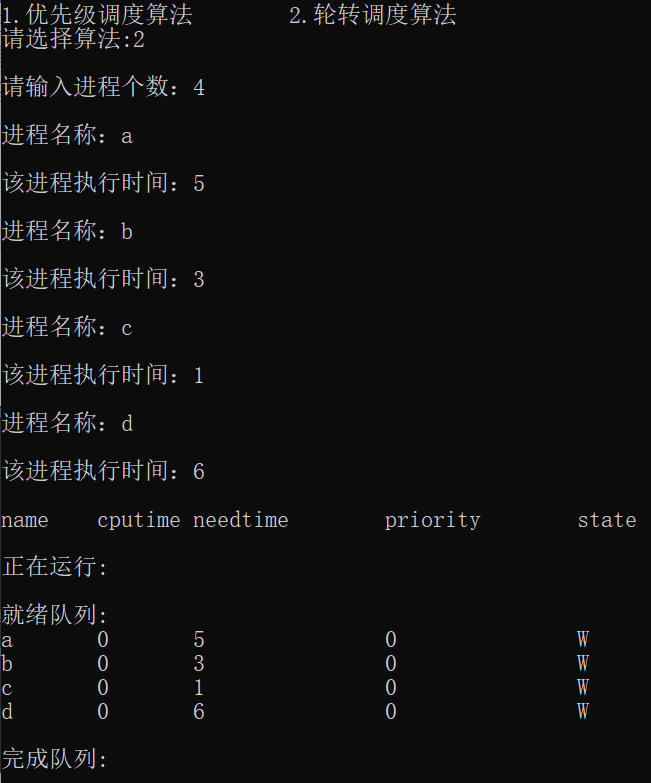 1.优先级调度算法 2.轮转调度算法
请选择算法:2
请输入进程个数：4
进程名称：a
该进程执行时间：5
进程名称：b
该进程执行时间：3
进程名称：c
该进程执行时间：1
进程名称：d
该进程执行时间：6
name cputime needtime priority state
正在运行:
就绪队列:
a 0 5 0 W
b 0 3 0 W
c 0 1 0 W
d 0 6 0 W
完成队列: